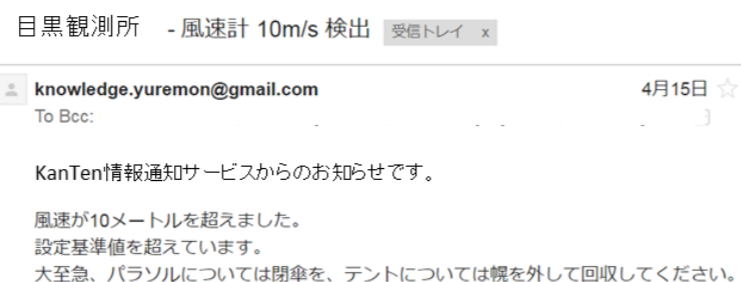 目黒観測所 - 風速計 10m/s 検出 受信トレイ x
knowledge.yuremon@gmail.com 4月15日
To Bcc:
KanTen情報通知サービスからのお知らせです。
風速が10メートルを超えました。
設定基準値を超えています。
大至急、パラソルについては閉傘を、テントについては幌を外して回収してください。